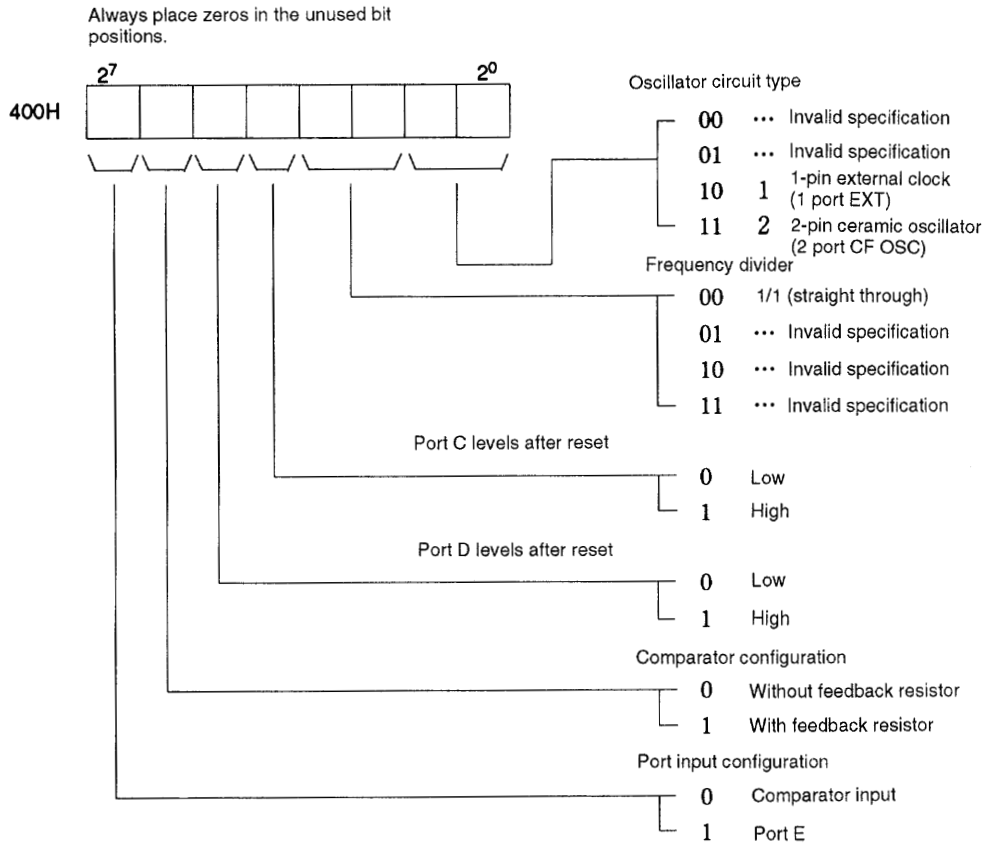 Always place zeros in the unused bit
positions.
2⁷ 2⁰
400H
Oscillator circuit type
00 ··· Invalid specification
01 ··· Invalid specification
10 1 1-pin external clock
(1 port EXT)
11 2 2-pin ceramic oscillator
(2 port CF OSC)
Frequency divider
00 1/1 (straight through)
01 ··· Invalid specification
10 ··· Invalid specification
11 ··· Invalid specification
Port C levels after reset
0 Low
1 High
Port D levels after reset
0 Low
1 High
Comparator configuration
0 Without feedback resistor
1 With feedback resistor
Port input configuration
0 Comparator input
1 Port E